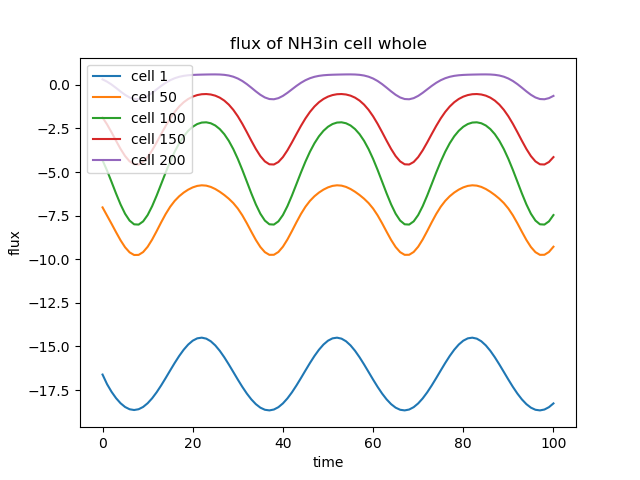 flux of NH3in cell whole
cell 1
cell 50
cell 100
cell 150
cell 200
flux
0.0
−2.5
−5.0
−7.5
−10.0
−12.5
−15.0
−17.5
0 20 40 60 80 100
time